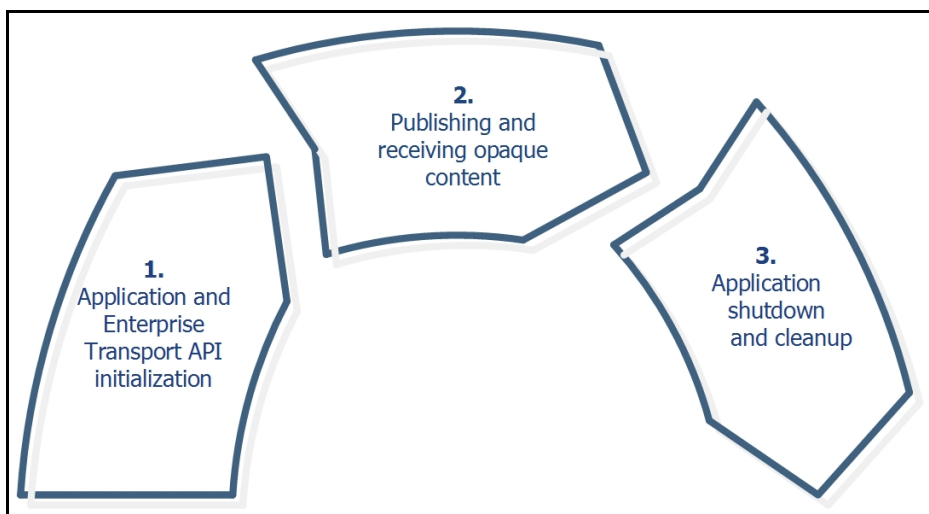 1.
Application and
Enterprise
Transport API
initialization
2.
Publishing and
receiving opaque
content
3.
Application
shutdown
and cleanup